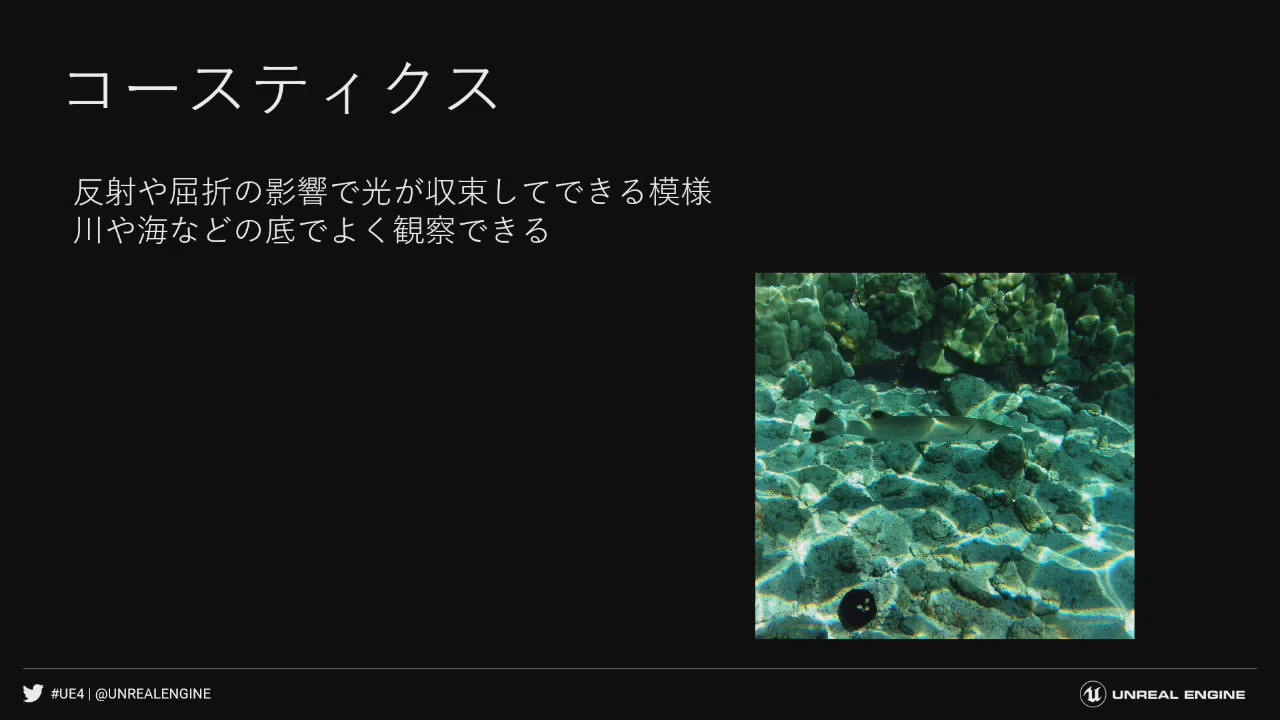 コースティクス
反射や屈折の影響で光が収束してできる模様
川や海などの底でよく観察できる
#UE4 | @UNREALENGINE
UNREAL ENGINE